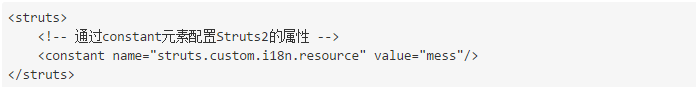 <struts>
    <!-- 通过constant元素配置Struts2的属性 -->
    <constant name="struts.custom.i18n.resource" value="mess"/>
</struts>